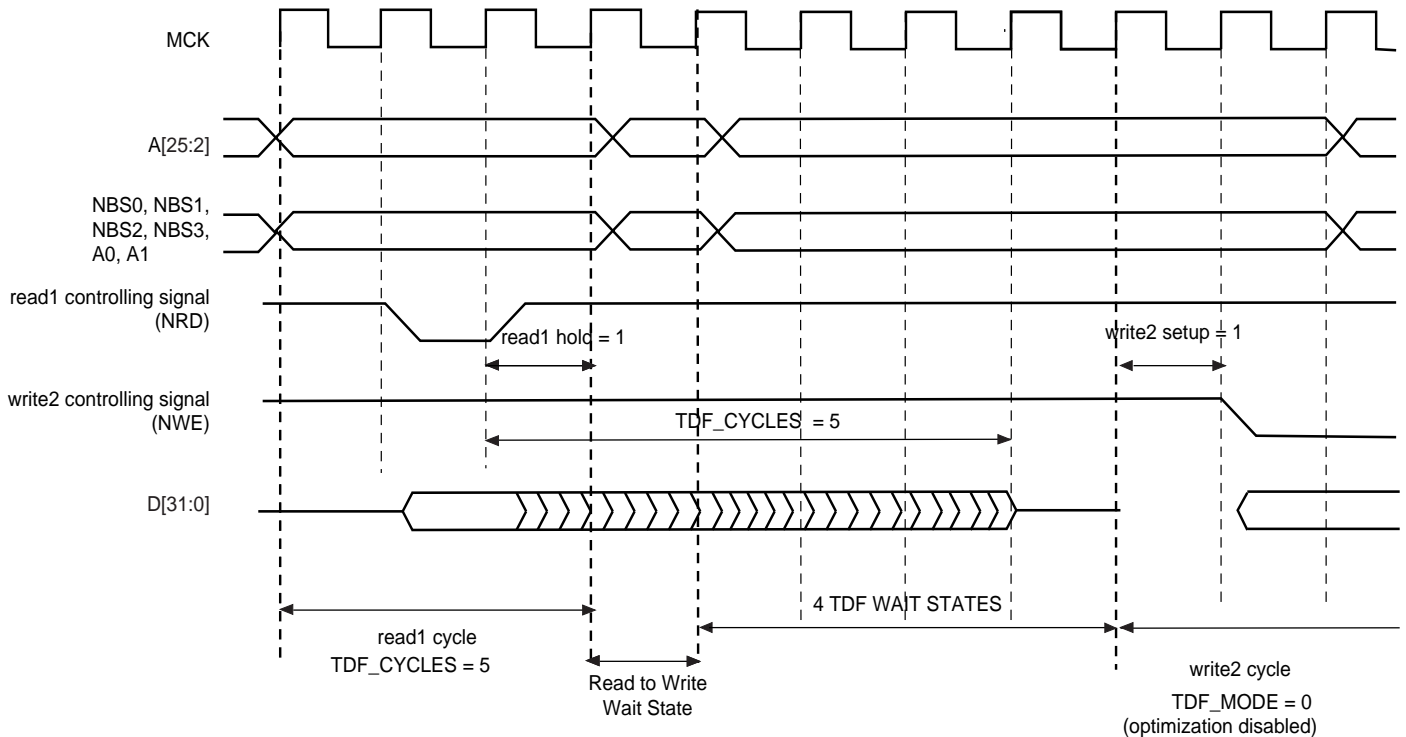 MCK
A[25:2]
NBS0, NBS1,
NBS2, NBS3,
A0, A1
read1 controlling signal
(NRD)
read1 hold = 1
write2 setup = 1
write2 controlling signal
(NWE)
TDF_CYCLES = 5
D[31:0]
4 TDF WAIT STATES
read1 cycle
TDF_CYCLES = 5
Read to Write
Wait State
write2 cycle
TDF_MODE = 0
(optimization disabled)